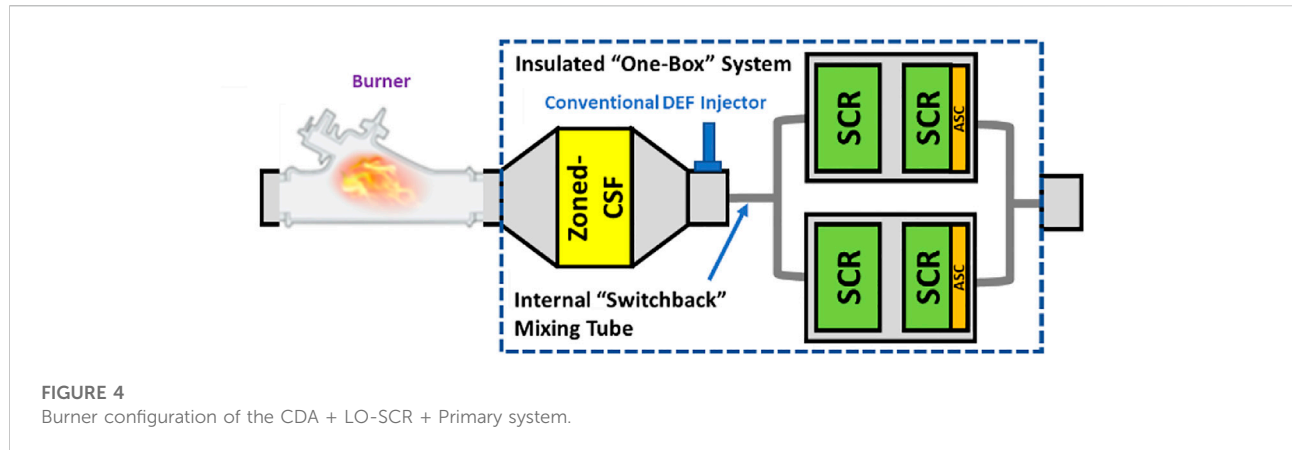 Insulated "One-Box" System
Burner
Conventional DEF Injector
Zoned-
CSF
SCR
SCR
ASC
SCR
SCR
ASC
Internal "Switchback"
Mixing Tube
FIGURE 4
Burner configuration of the CDA + LO-SCR + Primary system.